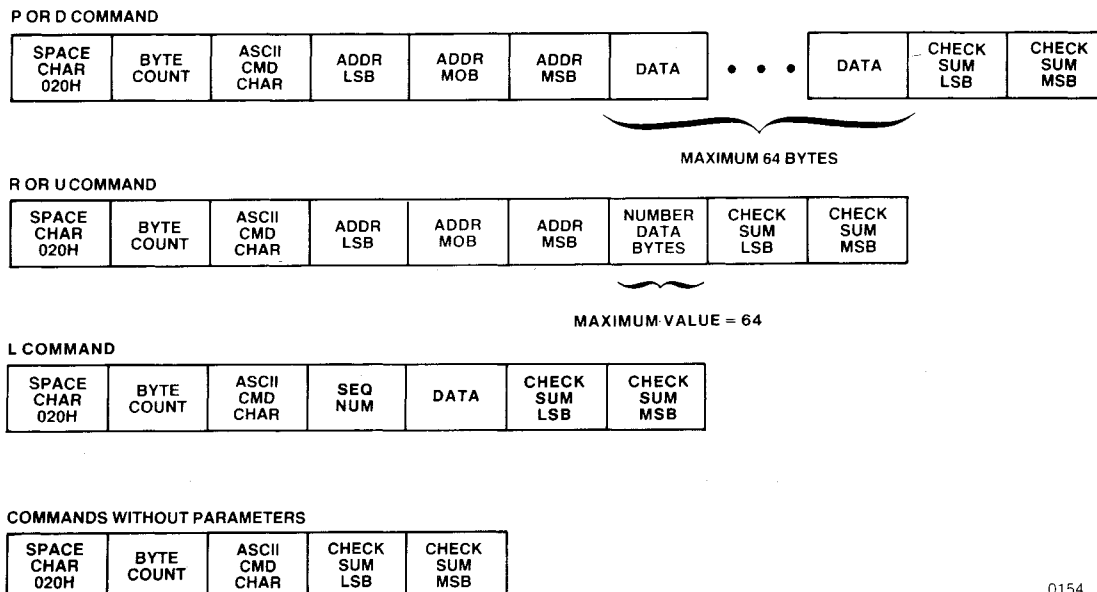 P OR D COMMAND
SPACE CHAR 020H
BYTE COUNT
ASCII CMD CHAR
ADDR LSB
ADDR MOB
ADDR MSB
DATA
• • •
DATA
CHECK SUM LSB
CHECK SUM MSB
MAXIMUM 64 BYTES
R OR U COMMAND
SPACE CHAR 020H
BYTE COUNT
ASCII CMD CHAR
ADDR LSB
ADDR MOB
ADDR MSB
NUMBER DATA BYTES
CHECK SUM LSB
CHECK SUM MSB
MAXIMUM VALUE = 64
L COMMAND
SPACE CHAR 020H
BYTE COUNT
ASCII CMD CHAR
SEQ NUM
DATA
CHECK SUM LSB
CHECK SUM MSB
COMMANDS WITHOUT PARAMETERS
SPACE CHAR 020H
BYTE COUNT
ASCII CMD CHAR
CHECK SUM LSB
CHECK SUM MSB
0154